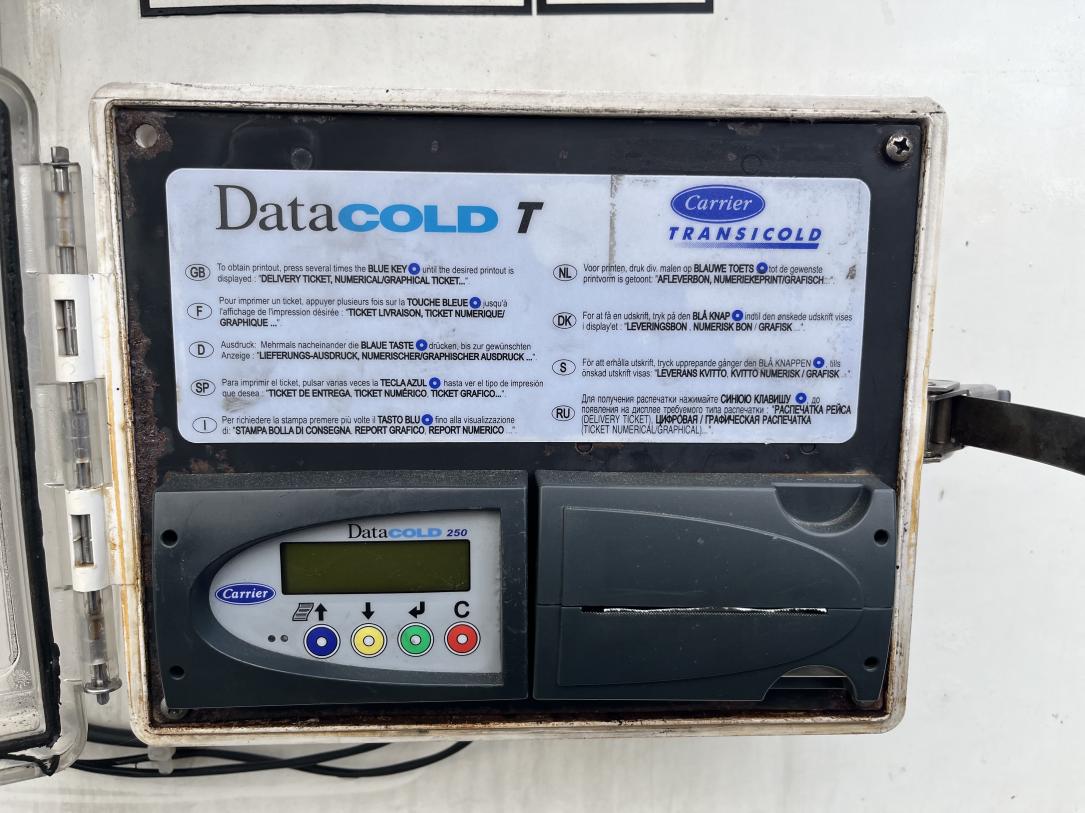 DataCOLD T
Carrier
TRANSICOLD
GB
To obtain printout, press several times the BLUE KEY until the desired printout is
displayed : "DELIVERY TICKET, NUMERICAL/GRAPHICAL TICKET..."
F
Pour imprimer un ticket, appuyer plusieurs fois sur la TOUCHE BLEUE jusqu'à
l'affichage de l'impression désirée : "TICKET LIVRAISON, TICKET NUMERIQUE/
GRAPHIQUE ..."
D
Ausdruck: Mehrmals nacheinander die BLAUE TASTE drücken, bis zur gewünschten
Anzeige : "LIEFERUNGS-AUSDRUCK, NUMERISCHER/GRAPHISCHER AUSDRUCK ...".
SP
Para imprimir el ticket, pulsar varias veces la TECLA AZUL hasta ver el tipo de impresión
que desea : "TICKET DE ENTREGA, TICKET NUMÉRICO, TICKET GRAFICO...".
I
Per richiedere la stampa premere più volte il TASTO BLU fino alla visualizzazione
di: "STAMPA BOLLA DI CONSEGNA, REPORT GRAFICO, REPORT NUMERICO ...".
NL
Voor printen, druk div. malen op BLAUWE TOETS tot de gewenste
printvorm is getoont: "AFLEVERBON, NUMERIEKEPRINT/GRAFISCH...".
DK
For at få en udskrift, tryk på den BLÅ KNAP indtil den ønskede udskrift vises
i display'et : "LEVERINGSBON , NUMERISK BON / GRAFISK...".
S
För att erhålla utskrift, tryck upprepande gånger den BLÅ KNAPPEN , tills
önskad utskrift visas: "LEVERANS KVITTO, KVITTO NUMERISK / GRAFISK ...".
RU
Для получения распечатки нажимайте СИНЮЮ КЛАВИШУ , до
появления на дисплее требуемого типа распечатки : "РАСПЕЧАТКА РЕЙСА
(DELIVERY TICKET), ЦИФРОВАЯ / ГРАФИЧЕСКАЯ РАСПЕЧАТКА
(TICKET NUMERICAL/GRAPHICAL)...".
DataCOLD 250
Carrier
C